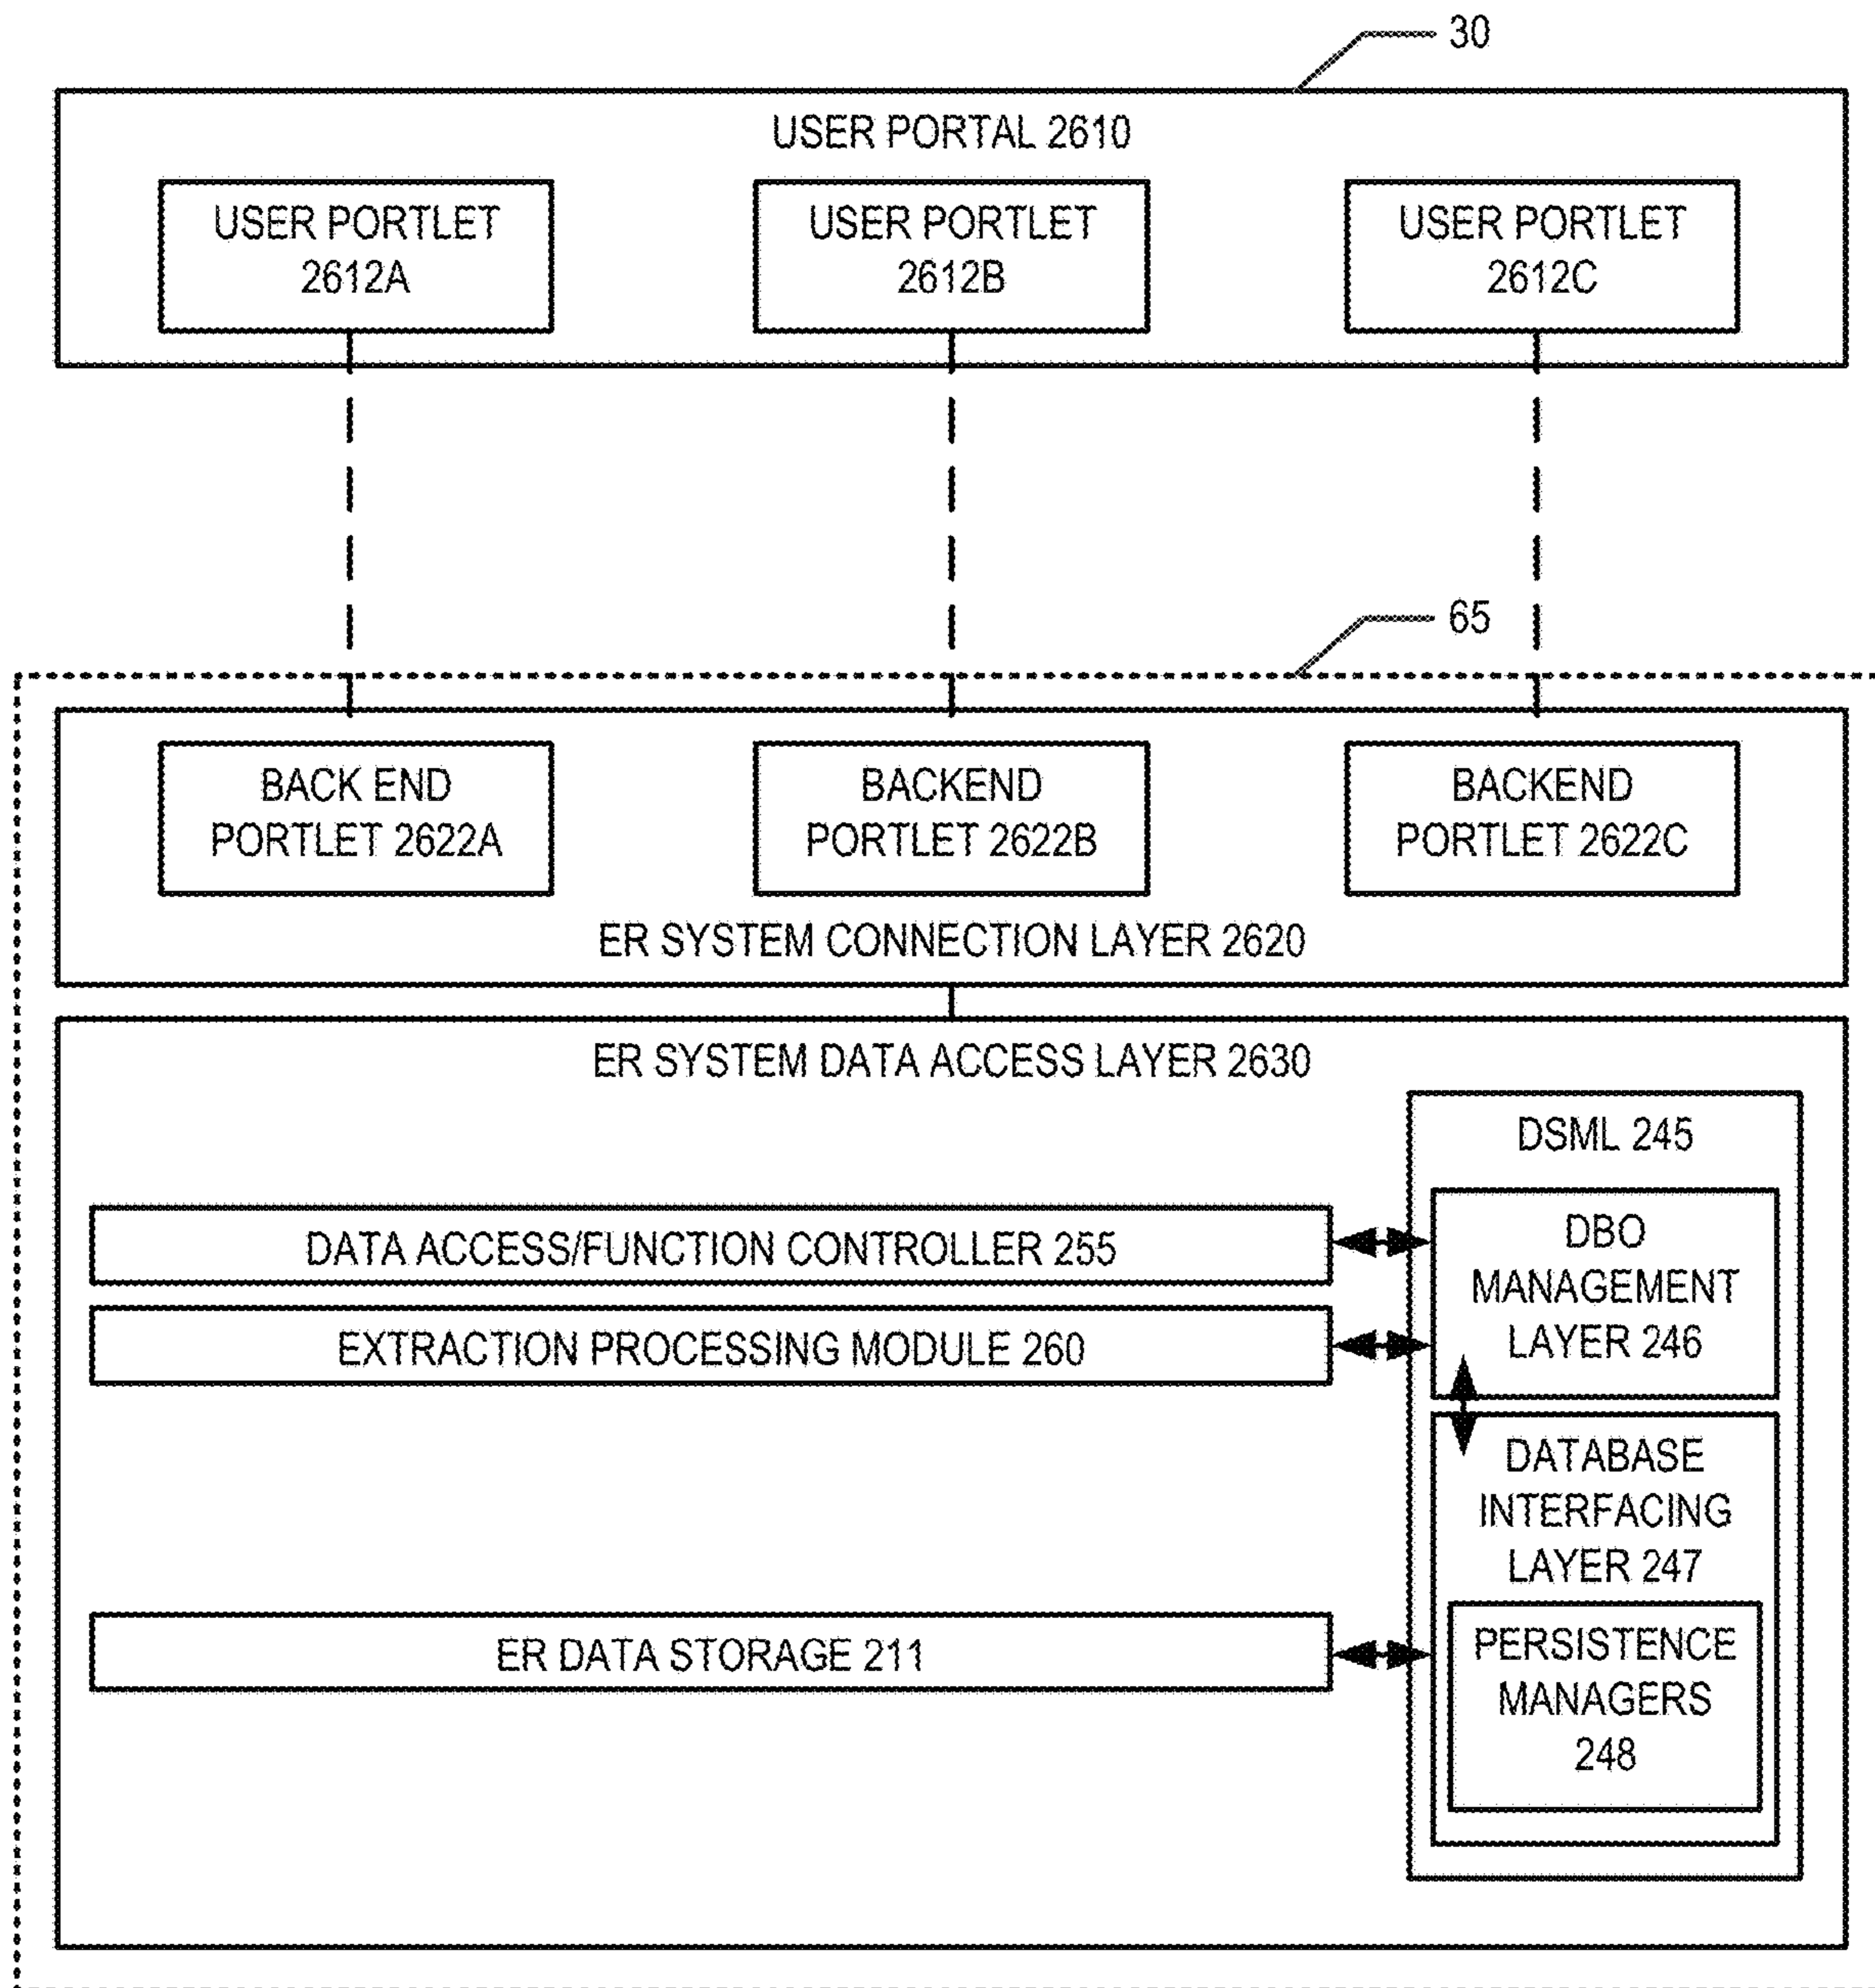 30
USER PORTAL 2610
USER PORTLET
2612A
USER PORTLET
2612B
USER PORTLET
2612C
65
BACK END
PORTLET 2622A
BACKEND
PORTLET 2622B
BACKEND
PORTLET 2622C
ER SYSTEM CONNECTION LAYER 2620
ER SYSTEM DATA ACCESS LAYER 2630
DSML 245
DATA ACCESS/FUNCTION CONTROLLER 255
EXTRACTION PROCESSING MODULE 260
DBO
MANAGEMENT
LAYER 246
DATABASE
INTERFACING
LAYER 247
ER DATA STORAGE 211
PERSISTENCE
MANAGERS
248